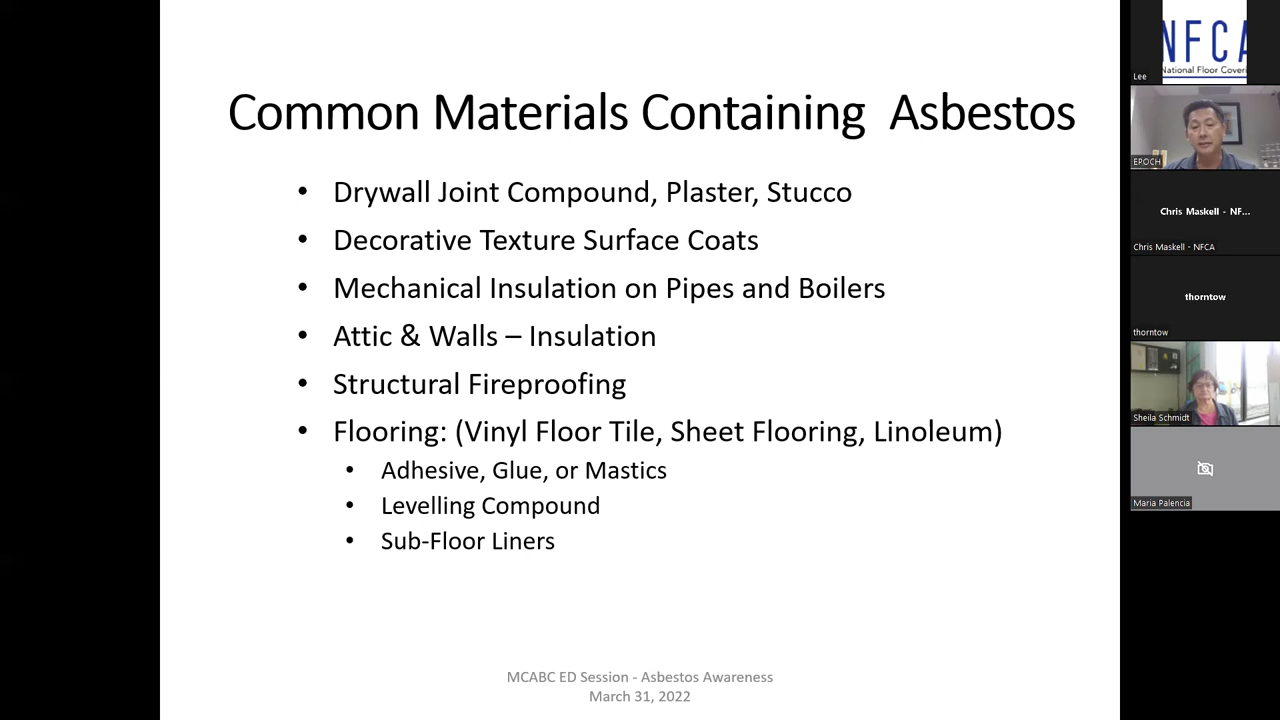 Common Materials Containing Asbestos
• Drywall Joint Compound, Plaster, Stucco
• Decorative Texture Surface Coats
• Mechanical Insulation on Pipes and Boilers
• Attic & Walls – Insulation
• Structural Fireproofing
• Flooring: (Vinyl Floor Tile, Sheet Flooring, Linoleum)
• Adhesive, Glue, or Mastics
• Levelling Compound
• Sub-Floor Liners
MCABC ED Session - Asbestos Awareness
March 31, 2022
NFCA
National Floor Coveri
Lee
EPOCH
Chris Maskell - NF...
Chris Maskell - NFCA
thorntow
thorntow
Sheila Schmidt
Maria Palencia